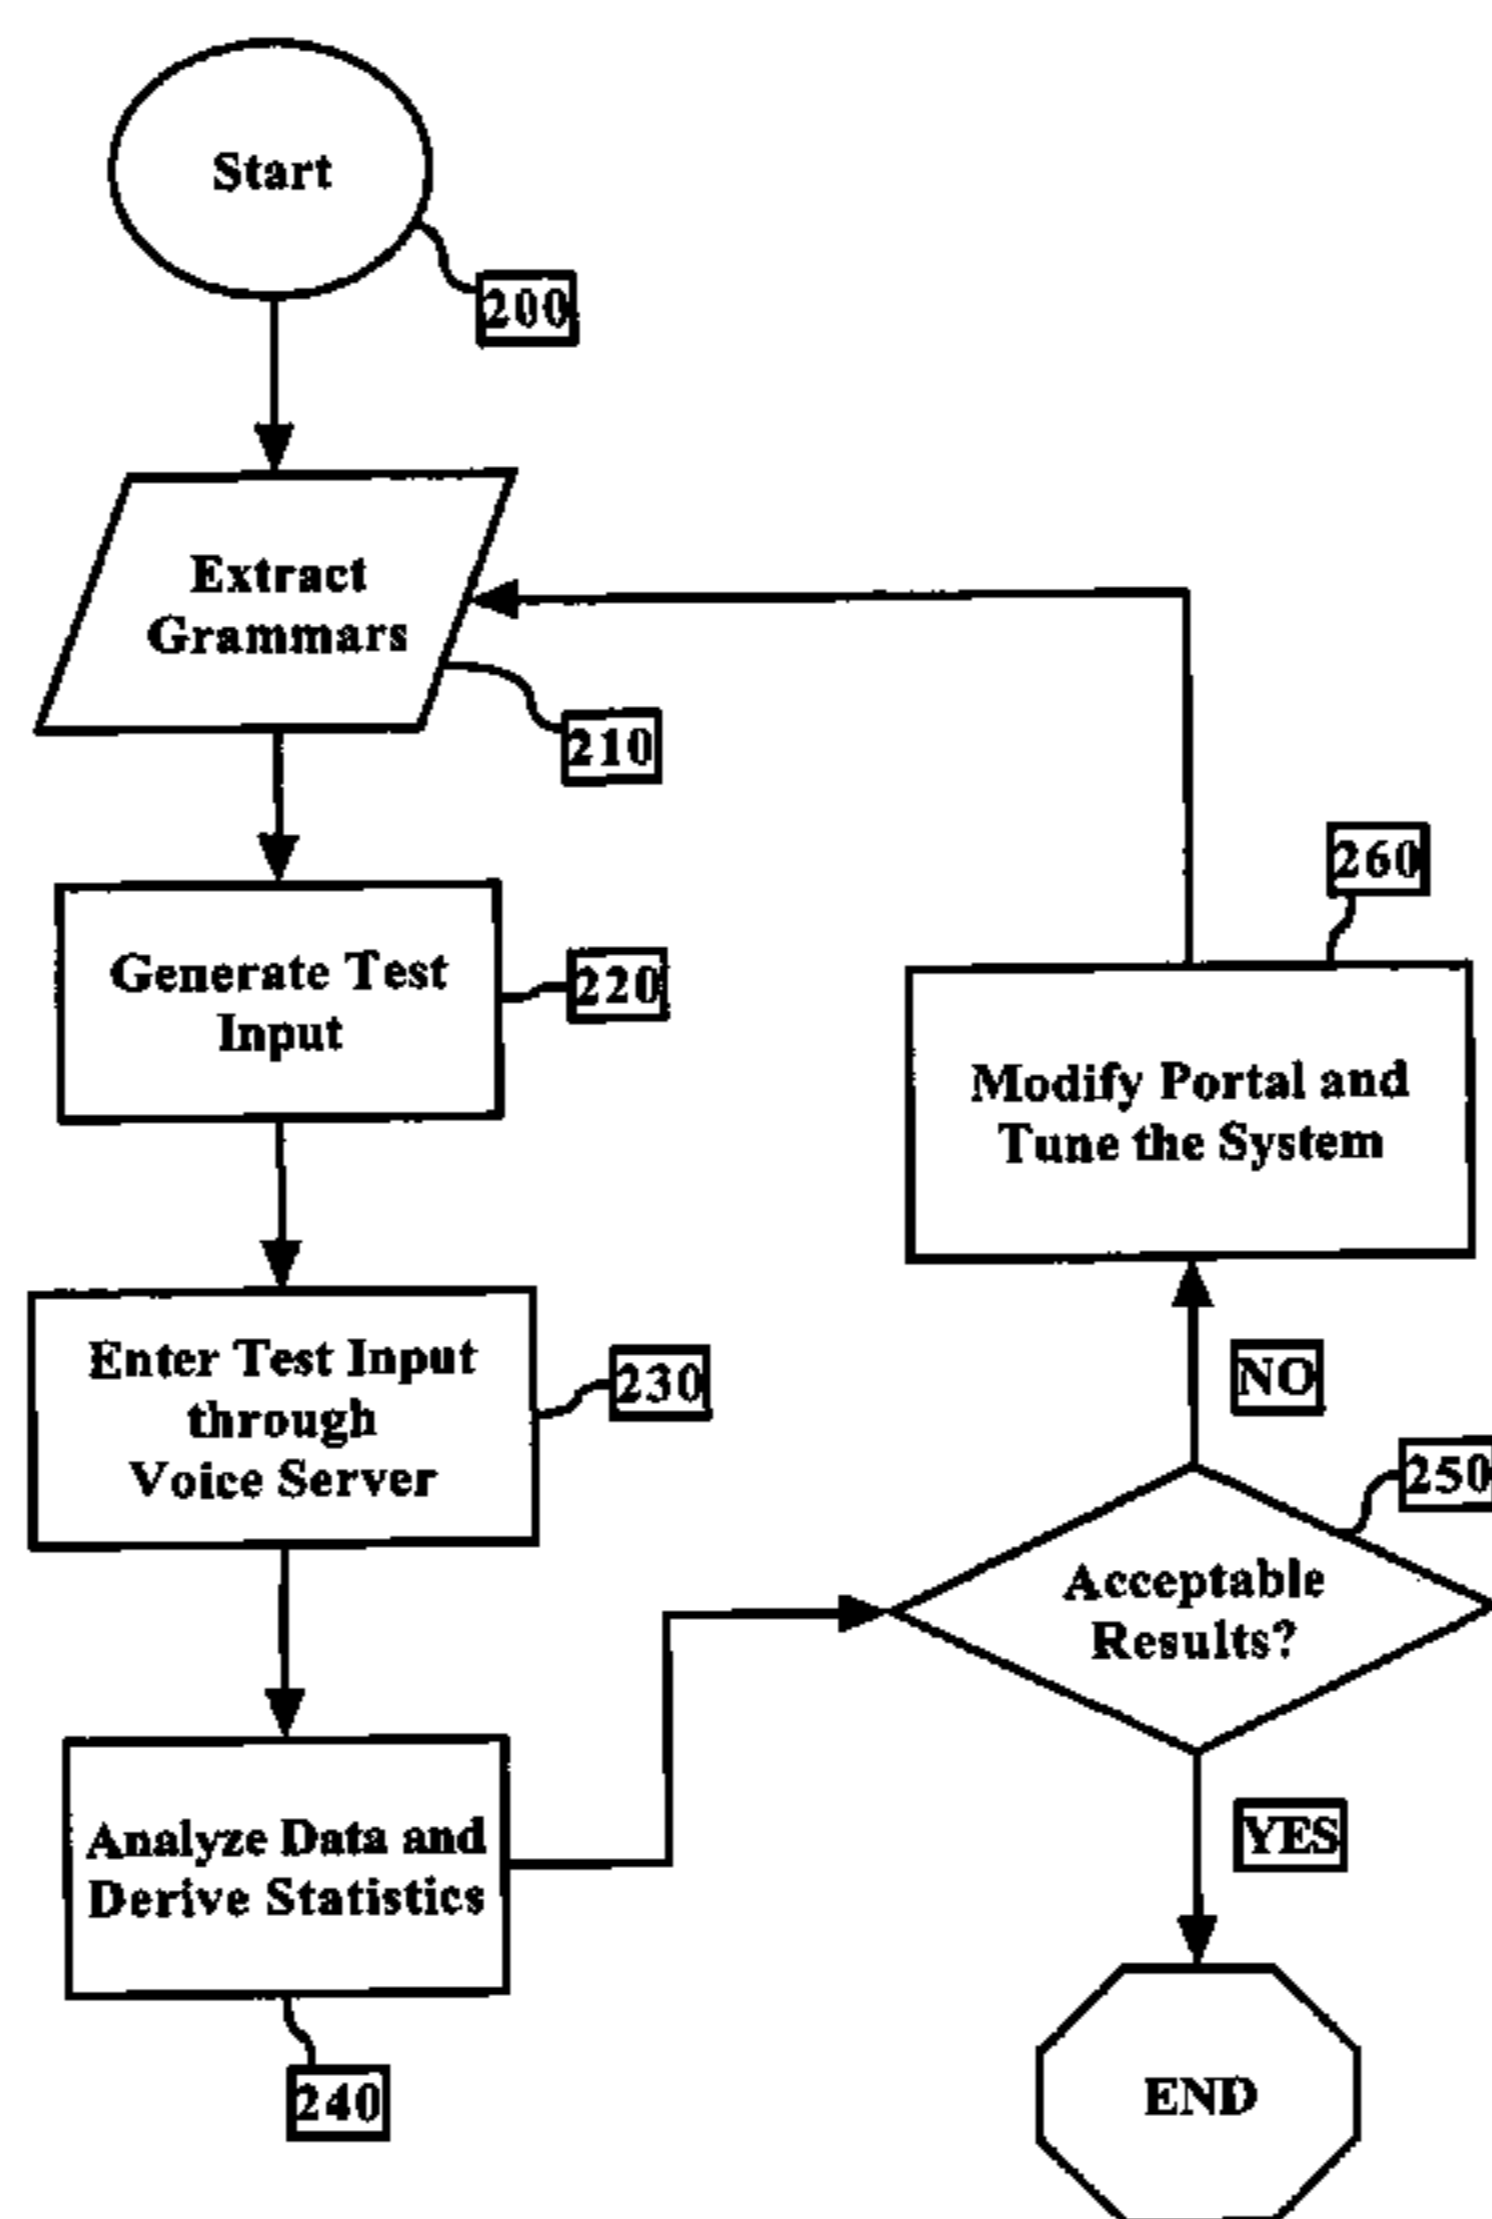 Start
200
Extract
Grammars
210
Generate Test
Input
220
Enter Test Input
through
Voice Server
230
Analyze Data and
Derive Statistics
240
Acceptable
Results?
250
NO
Modify Portal and
Tune the System
260
YES
END